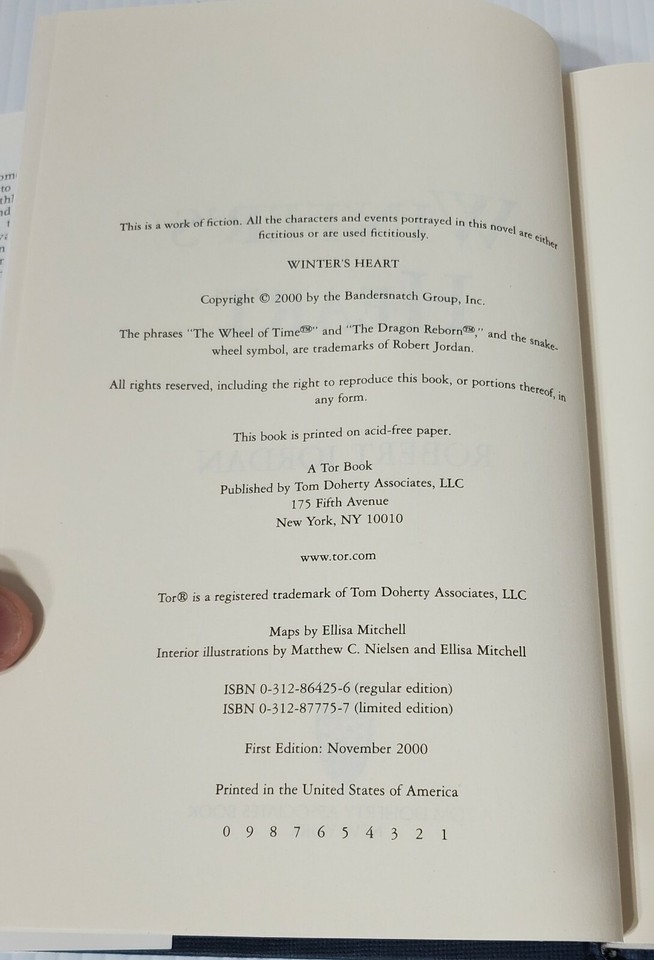 This is a work of fiction. All the characters and events portrayed in this novel are either
fictitious or are used fictitiously.
WINTER'S HEART
Copyright © 2000 by the Bandersnatch Group, Inc.
The phrases "The Wheel of Time™" and "The Dragon Reborn™," and the snake-
wheel symbol, are trademarks of Robert Jordan.
All rights reserved, including the right to reproduce this book, or portions thereof, in
any form.
This book is printed on acid-free paper.
A Tor Book
Published by Tom Doherty Associates, LLC
175 Fifth Avenue
New York, NY 10010
www.tor.com
Tor® is a registered trademark of Tom Doherty Associates, LLC
Maps by Ellisa Mitchell
Interior illustrations by Matthew C. Nielsen and Ellisa Mitchell
ISBN 0-312-86425-6 (regular edition)
ISBN 0-312-87775-7 (limited edition)
First Edition: November 2000
Printed in the United States of America
0 9 8 7 6 5 4 3 2 1